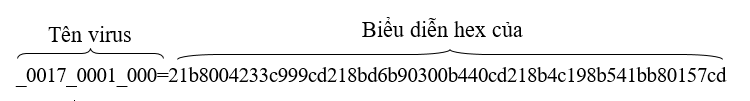 Tên virus
Biểu diễn hex của
_0017_0001_000=21b8004233c999cd218bd6b90300b440cd218b4c198b541bb80157cd